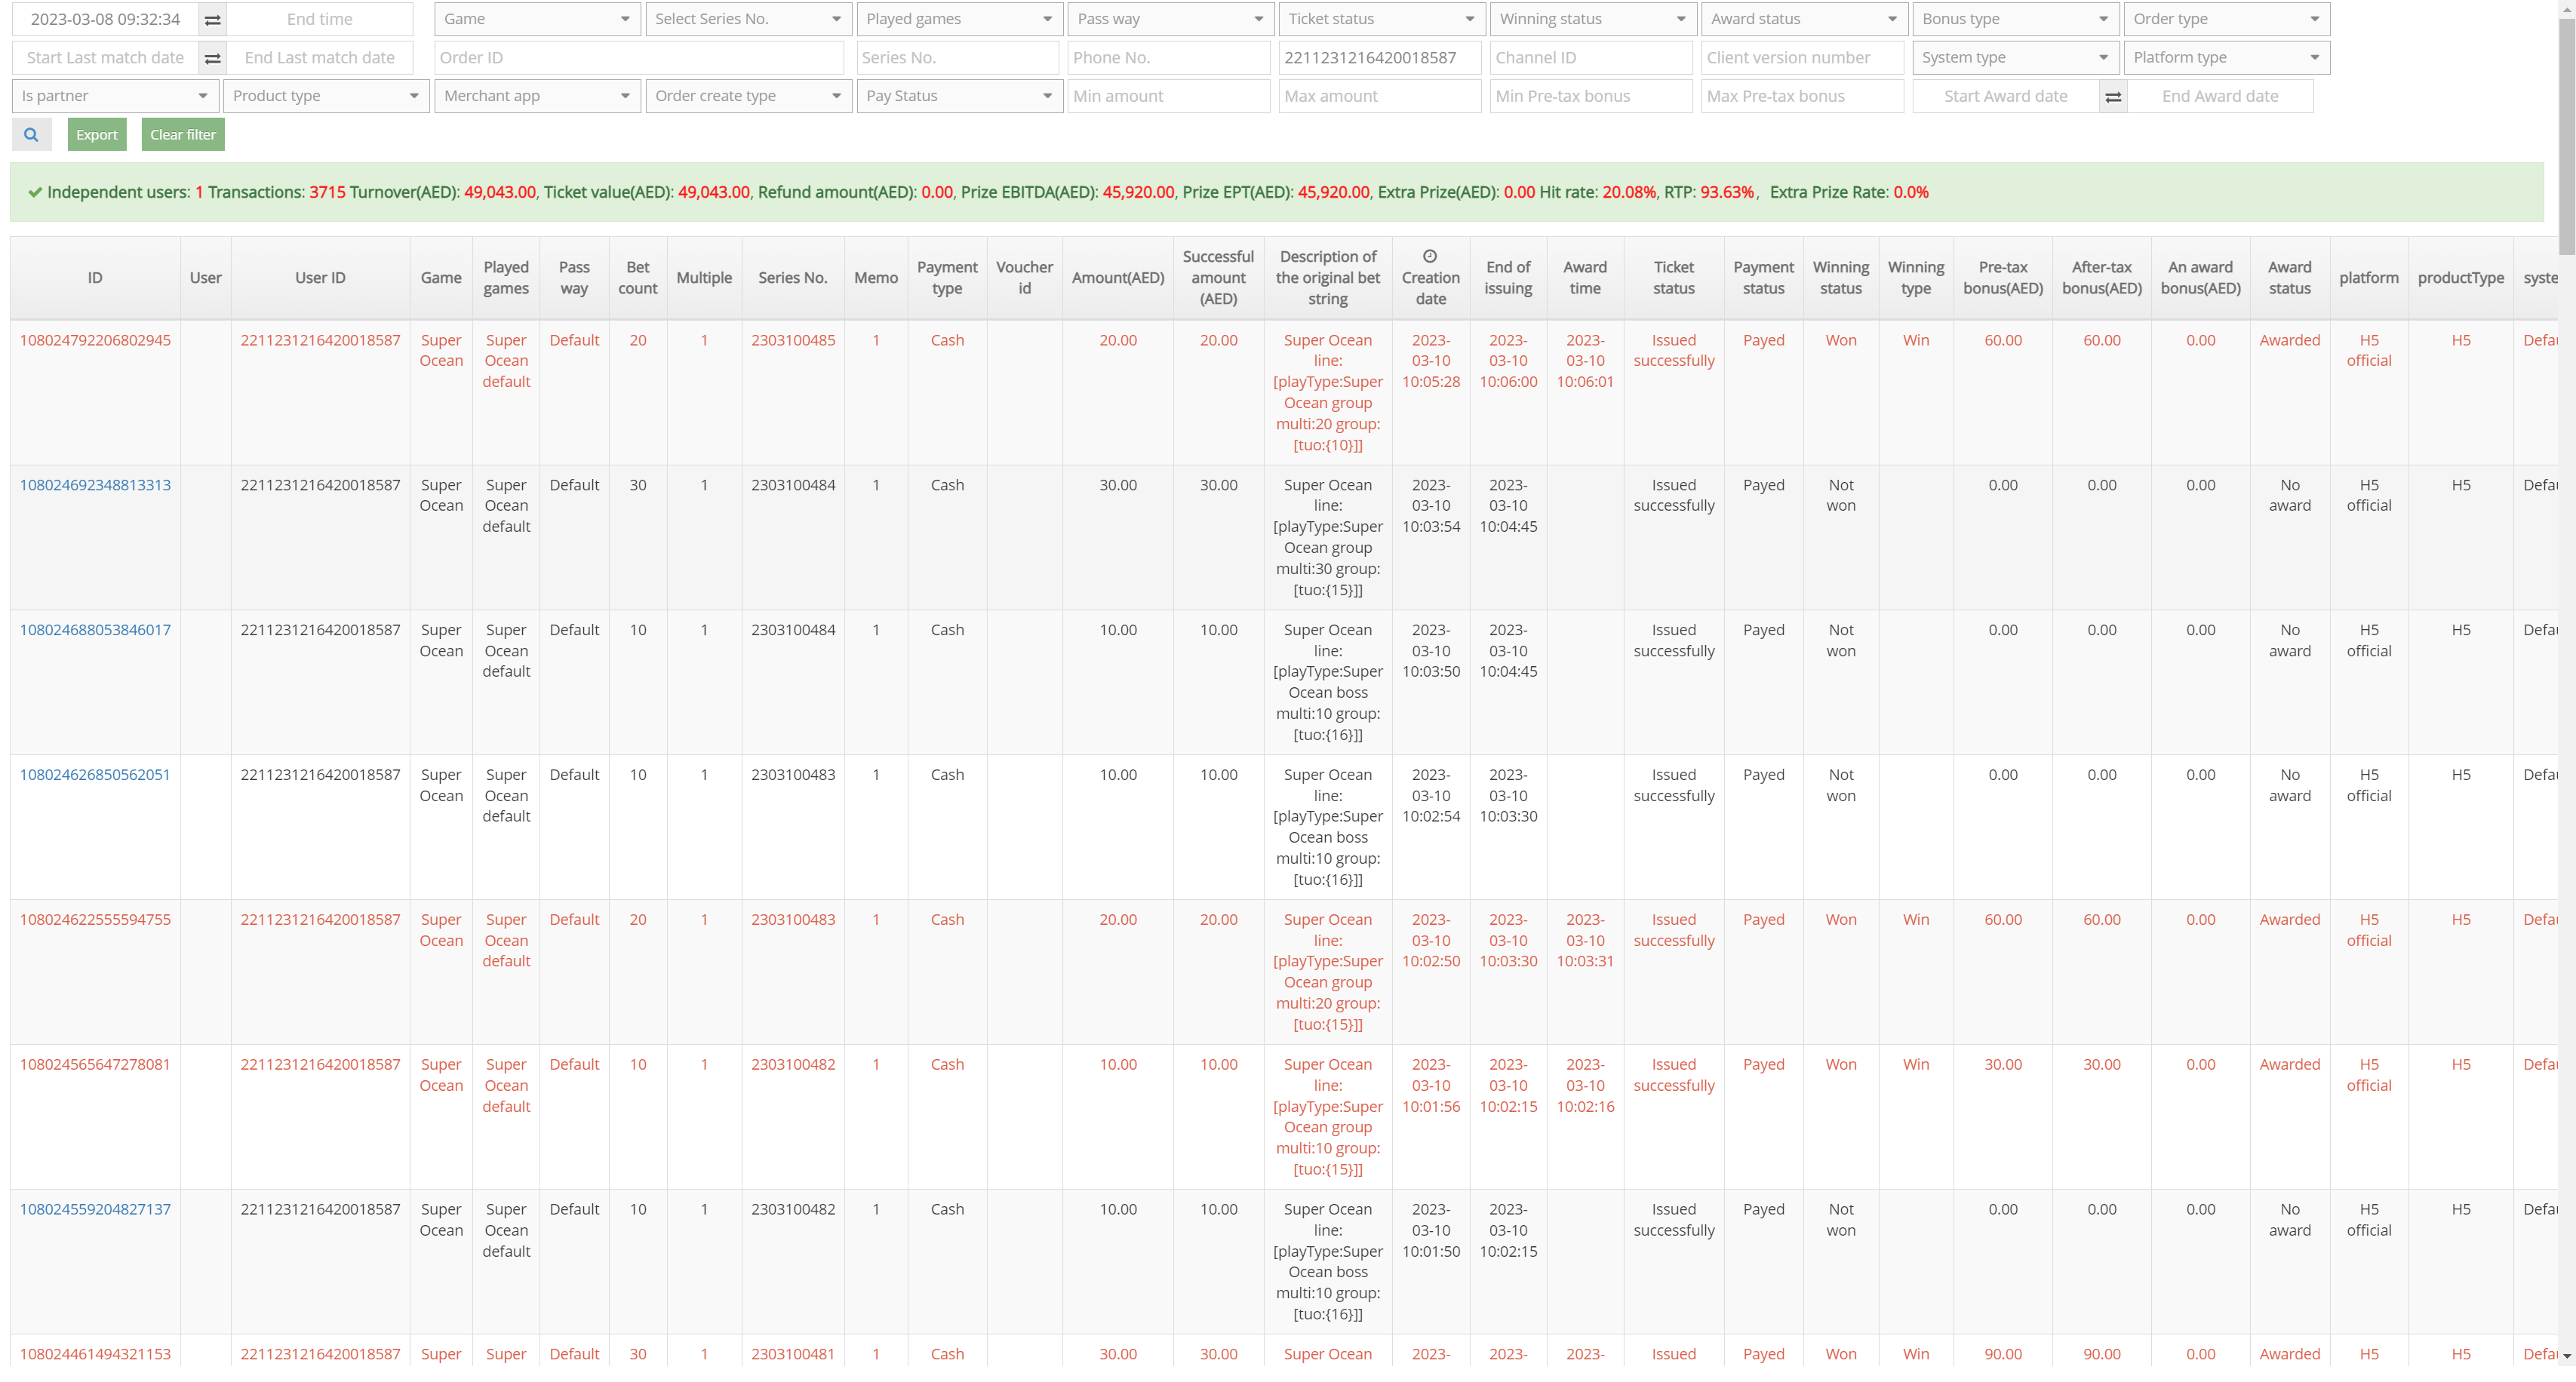 2023-03-08 09:32:34 End time Game Select Series No. Played games Pass way Ticket status Winning status Award status Bonus type Order type
Start Last match date End Last match date Order ID Series No. Phone No. 2211231216420018587 Channel ID Client version number System type Platform type
Is partner Product type Merchant app Order create type Pay Status Min amount Max amount Min Pre-tax bonus Max Pre-tax bonus Start Award date End Award date
Export Clear filter
Independent users: 1 Transactions: 3715 Turnover(AED): 49,043.00, Ticket value(AED): 49,043.00, Refund amount(AED): 0.00, Prize EBITDA(AED): 45,920.00, Prize EPT(AED): 45,920.00, Extra Prize(AED): 0.00 Hit rate: 20.08%, RTP: 93.63%, Extra Prize Rate: 0.0%
ID User User ID Game Played games Pass way Bet count Multiple Series No. Memo Payment type Voucher id Amount(AED) Successful amount (AED) Description of the original bet string Creation date End of issuing Award time Ticket status Payment status Winning status Winning type Pre-tax bonus(AED) After-tax bonus(AED) An award bonus(AED) Award status platform productType syste
108024792206802945 2211231216420018587 Super Ocean Super Ocean default Default 20 1 2303100485 1 Cash 20.00 20.00 Super Ocean line: [playType:Super Ocean group multi:20 group: [tuo:{10}]] 2023-03-10 10:05:28 2023-03-10 10:06:00 2023-03-10 10:06:01 Issued successfully Payed Won Win 60.00 60.00 0.00 Awarded H5 official H5 Defau
108024692348813313 2211231216420018587 Super Ocean Super Ocean default Default 30 1 2303100484 1 Cash 30.00 30.00 Super Ocean line: [playType:Super Ocean group multi:30 group: [tuo:{15}]] 2023-03-10 10:03:54 2023-03-10 10:04:45 Issued successfully Payed Not won 0.00 0.00 0.00 No award H5 official H5 Defau
108024688053846017 2211231216420018587 Super Ocean Super Ocean default Default 10 1 2303100484 1 Cash 10.00 10.00 Super Ocean line: [playType:Super Ocean boss multi:10 group: [tuo:{16}]] 2023-03-10 10:03:50 2023-03-10 10:04:45 Issued successfully Payed Not won 0.00 0.00 0.00 No award H5 official H5 Defau
108024626850562051 2211231216420018587 Super Ocean Super Ocean default Default 10 1 2303100483 1 Cash 10.00 10.00 Super Ocean line: [playType:Super Ocean boss multi:10 group: [tuo:{16}]] 2023-03-10 10:02:54 2023-03-10 10:03:30 Issued successfully Payed Not won 0.00 0.00 0.00 No award H5 official H5 Defau
108024622555594755 2211231216420018587 Super Ocean Super Ocean default Default 20 1 2303100483 1 Cash 20.00 20.00 Super Ocean line: [playType:Super Ocean group multi:20 group: [tuo:{15}]] 2023-03-10 10:02:50 2023-03-10 10:03:30 2023-03-10 10:03:31 Issued successfully Payed Won Win 60.00 60.00 0.00 Awarded H5 official H5 Defau
108024565647278081 2211231216420018587 Super Ocean Super Ocean default Default 10 1 2303100482 1 Cash 10.00 10.00 Super Ocean line: [playType:Super Ocean group multi:10 group: [tuo:{15}]] 2023-03-10 10:01:56 2023-03-10 10:02:15 2023-03-10 10:02:16 Issued successfully Payed Won Win 30.00 30.00 0.00 Awarded H5 official H5 Defau
108024559204827137 2211231216420018587 Super Ocean Super Ocean default Default 10 1 2303100482 1 Cash 10.00 10.00 Super Ocean line: [playType:Super Ocean boss multi:10 group: [tuo:{16}]] 2023-03-10 10:01:50 2023-03-10 10:02:15 Issued successfully Payed Not won 0.00 0.00 0.00 No award H5 official H5 Defau
108024461494321153 2211231216420018587 Super Super Default 30 1 2303100481 1 Cash 30.00 30.00 Super Ocean 2023- 2023- 2023- Issued Payed Won Win 90.00 90.00 0.00 Awarded H5 H5 Defau